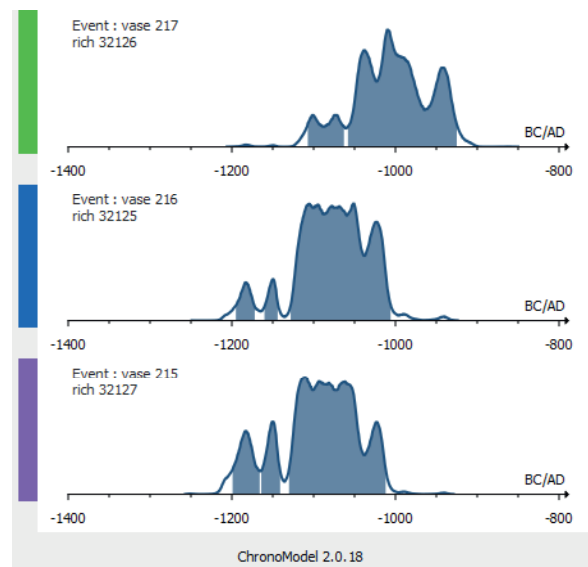 Event : vase 217
rich 32126
BC/AD
-1400 -1200 -1000 -800
Event : vase 216
rich 32125
BC/AD
-1400 -1200 -1000 -800
Event : vase 215
rich 32127
BC/AD
-1400 -1200 -1000 -800
ChronoModel 2.0.18